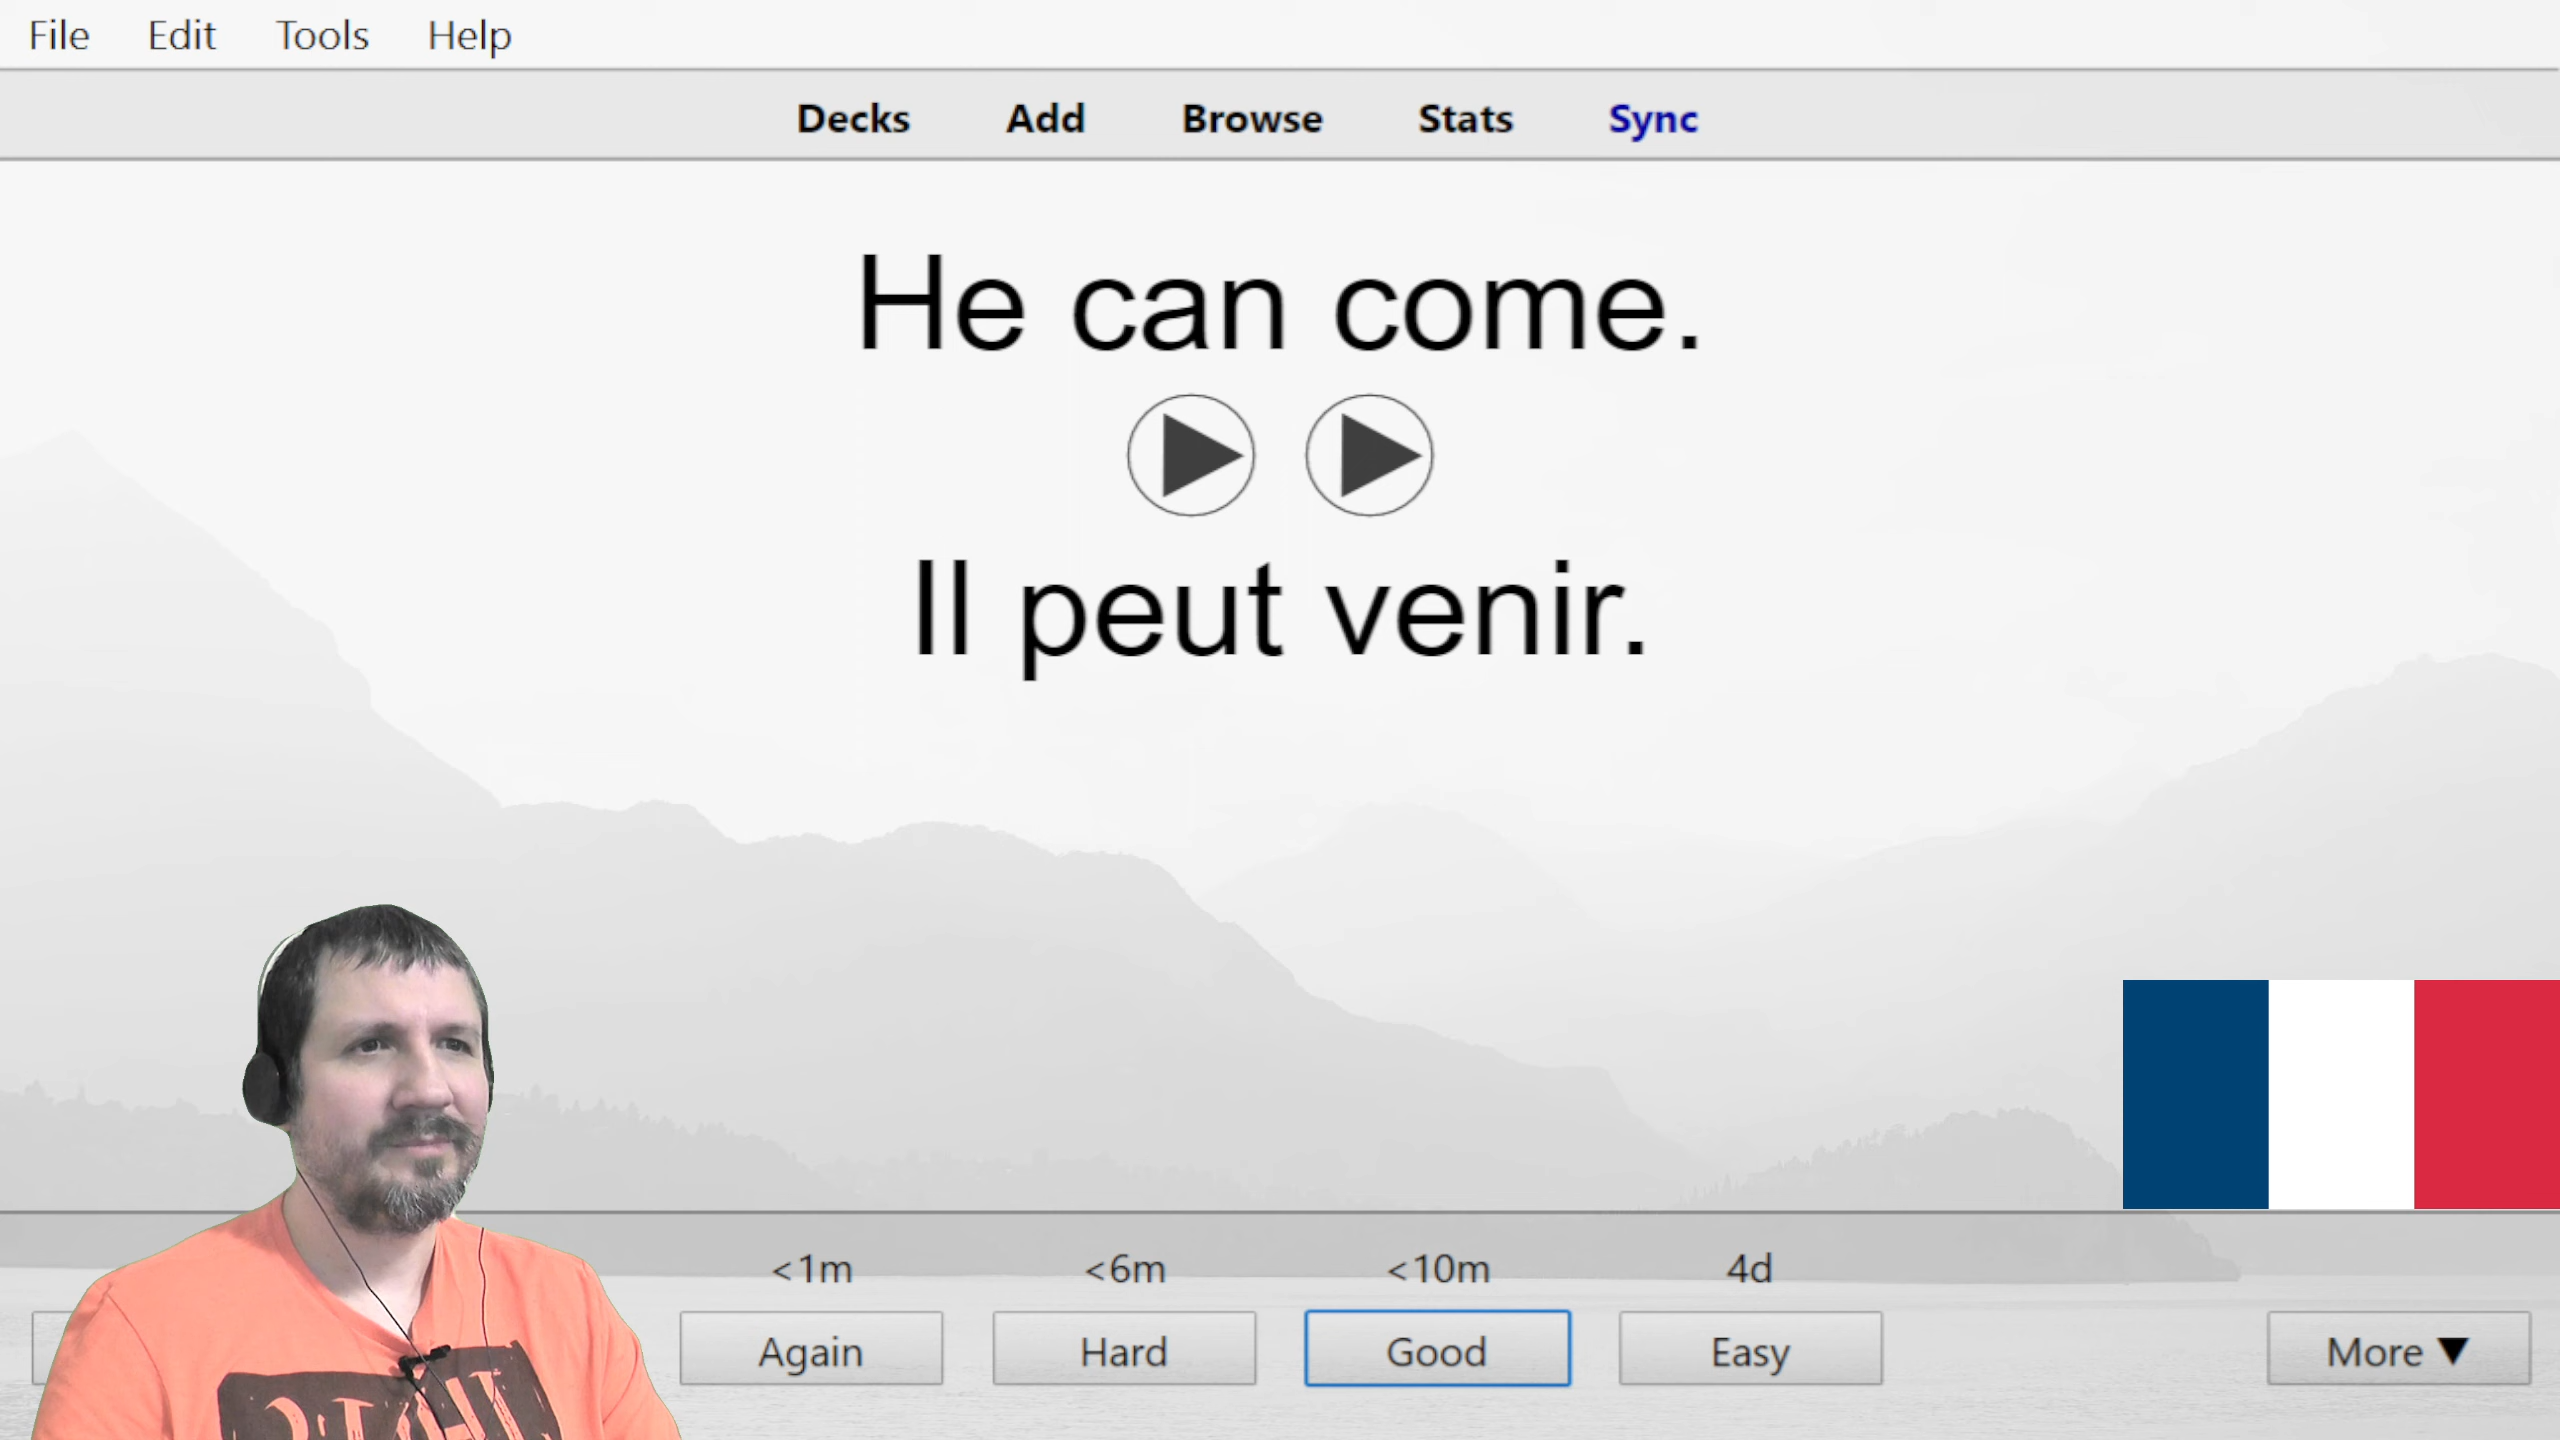 File Edit Tools Help
Decks Add Browse Stats Sync
He can come.
Il peut venir.
<1m <6m <10m 4d
Again Hard Good Easy More ▼